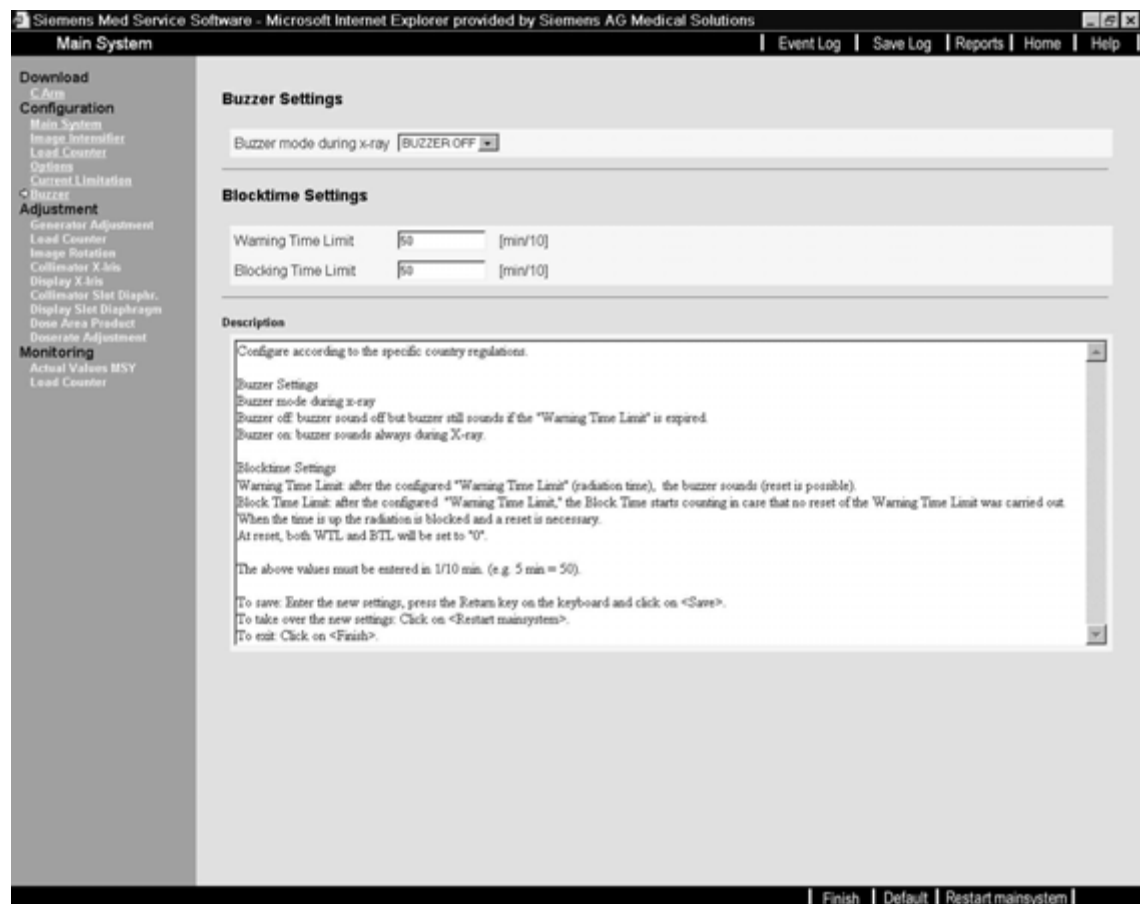 Siemens Med Service Software - Microsoft Internet Explorer provided by Siemens AG Medical Solutions
Main System
Event Log Save Log Reports Home Help
Download
C.Arm
Configuration
Main System
Image Intensifier
Load Counter
Options
Current Limitation
Buzzer
Adjustment
Generator Adjustment
Load Counter
Image Rotation
Collimator X-Iris
Display X-Iris
Collimator Slot Diaphr.
Display Slot Diaphragm
Dose Area Product
Doserate Adjustment
Monitoring
Actual Values MSY
Load Counter
Buzzer Settings
Buzzer mode during x-ray BUZZER OFF
Blocktime Settings
Warning Time Limit 50 [min/10]
Blocking Time Limit 50 [min/10]
Description
Configure according to the specific country regulations.
Buzzer Settings
Buzzer mode during x-ray
Buzzer off: buzzer sound off but buzzer still sounds if the "Warning Time Limit" is expired.
Buzzer on: buzzer sounds always during X-ray.
Blocktime Settings
Warning Time Limit: after the configured "Warning Time Limit" (radiation time), the buzzer sounds (reset is possible).
Block Time Limit: after the configured "Warning Time Limit," the Block Time starts counting in case that no reset of the Warning Time Limit was carried out.
When the time is up the radiation is blocked and a reset is necessary.
At reset, both WTL and BTL will be set to "0".
The above values must be entered in 1/10 min. (e.g. 5 min = 50).
To save: Enter the new settings, press the Return key on the keyboard and click on <Save>.
To take over the new settings: Click on <Restart mainsystem>.
To exit: Click on <Finish>.
Finish Default Restart mainsystem